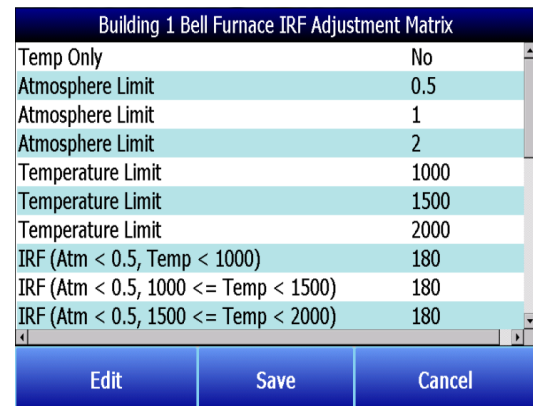 Building 1 Bell Furnace IRF Adjustment Matrix
Temp Only No
Atmosphere Limit 0.5
Atmosphere Limit 1
Atmosphere Limit 2
Temperature Limit 1000
Temperature Limit 1500
Temperature Limit 2000
IRF (Atm < 0.5, Temp < 1000) 180
IRF (Atm < 0.5, 1000 <= Temp < 1500) 180
IRF (Atm < 0.5, 1500 <= Temp < 2000) 180
Edit Save Cancel